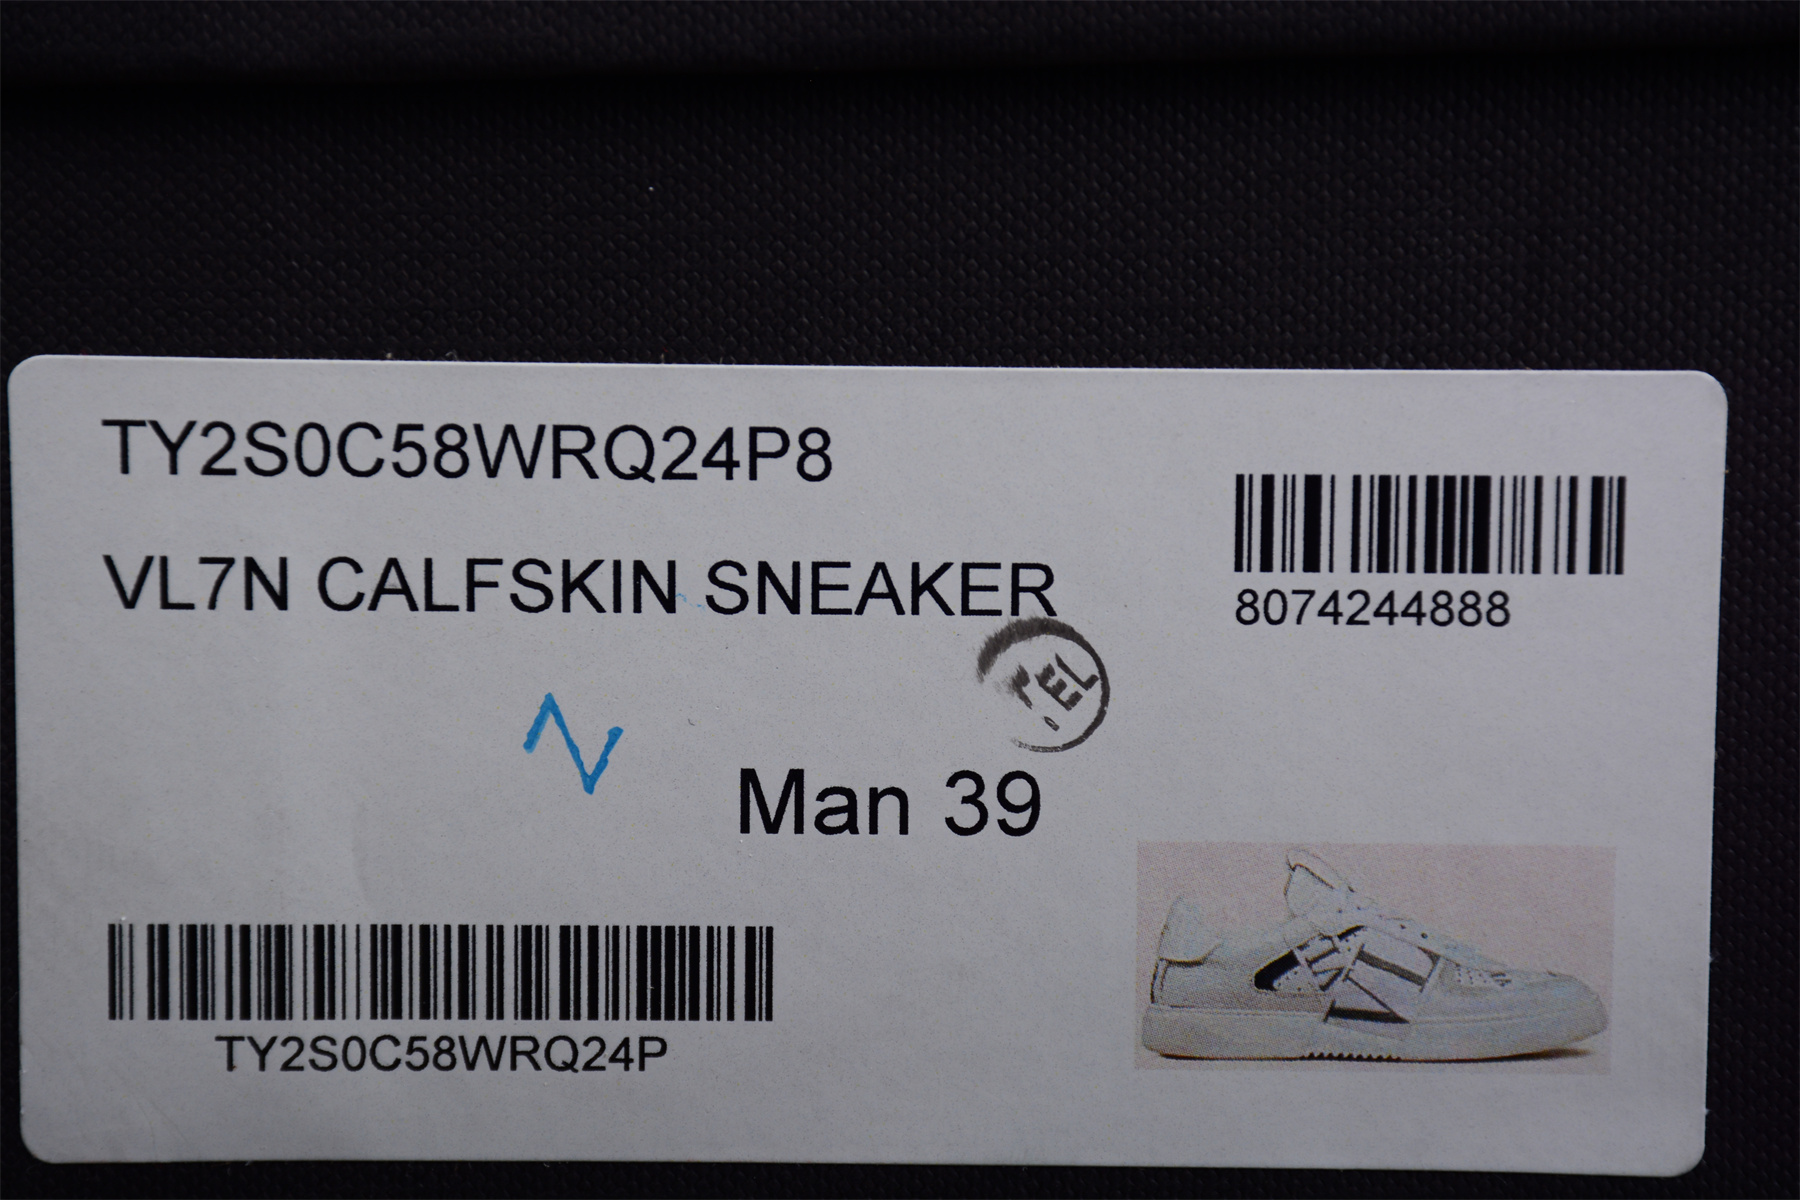 TY2S0C58WRQ24P8
VL7N CALFSKIN SNEAKER
8074244888
Man 39
TY2S0C58WRQ24P